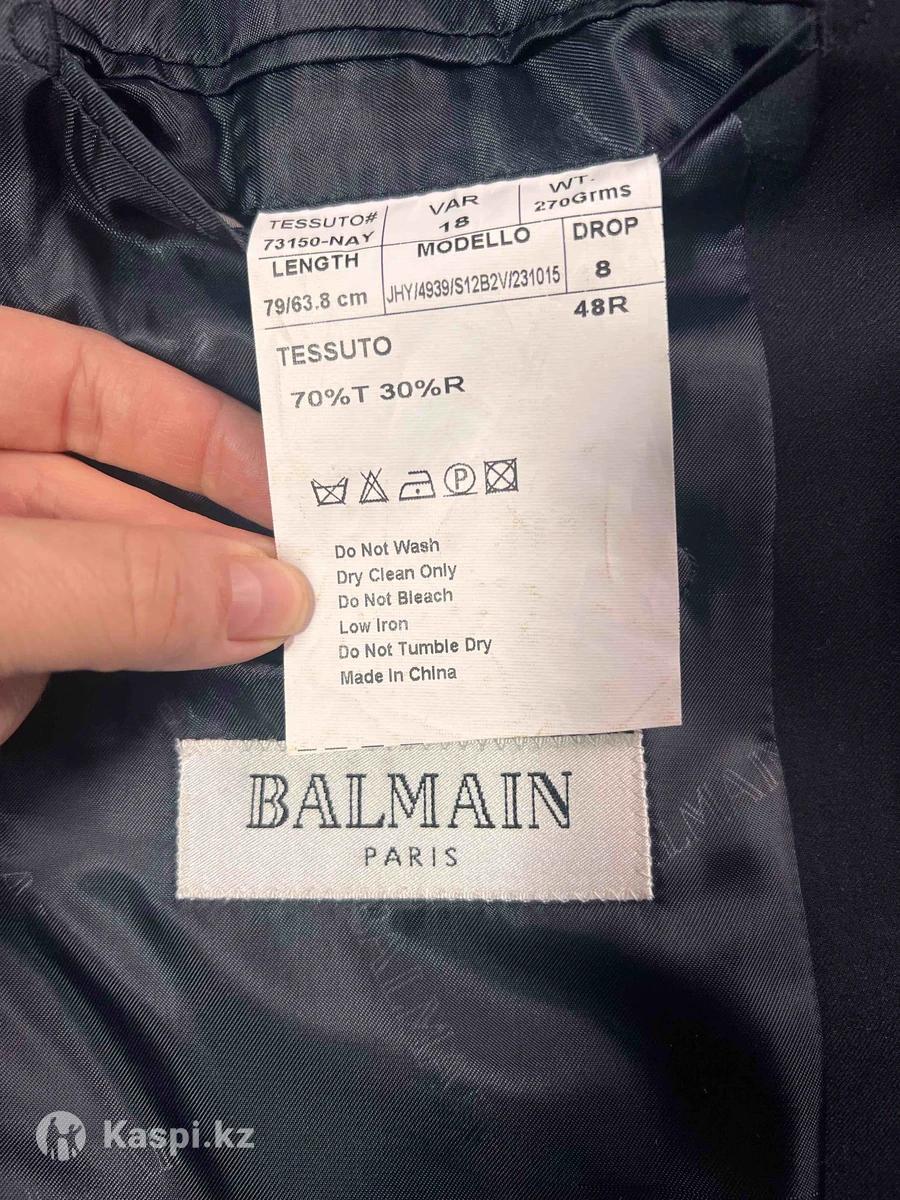 TESSUTO# VAR WT.
73150-NAY 18 270Grms
LENGTH MODELLO DROP
79/63.8 cm JHY/4939/S12B2V/231015 8
48R
TESSUTO
70%T 30%R
P
Do Not Wash
Dry Clean Only
Do Not Bleach
Low Iron
Do Not Tumble Dry
Made In China
BALMAIN
PARIS
Kaspi.kz